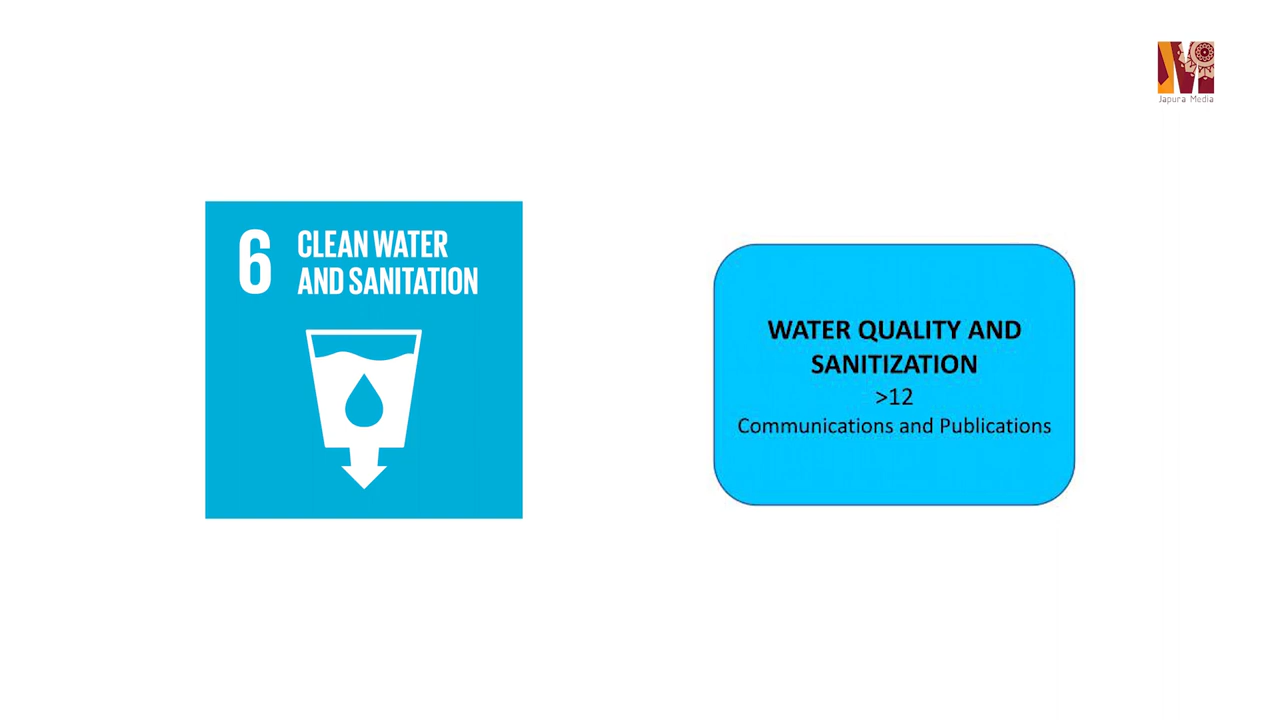 Japura Media
6
CLEAN WATER
AND SANITATION
WATER QUALITY AND
SANITIZATION
>12
Communications and Publications